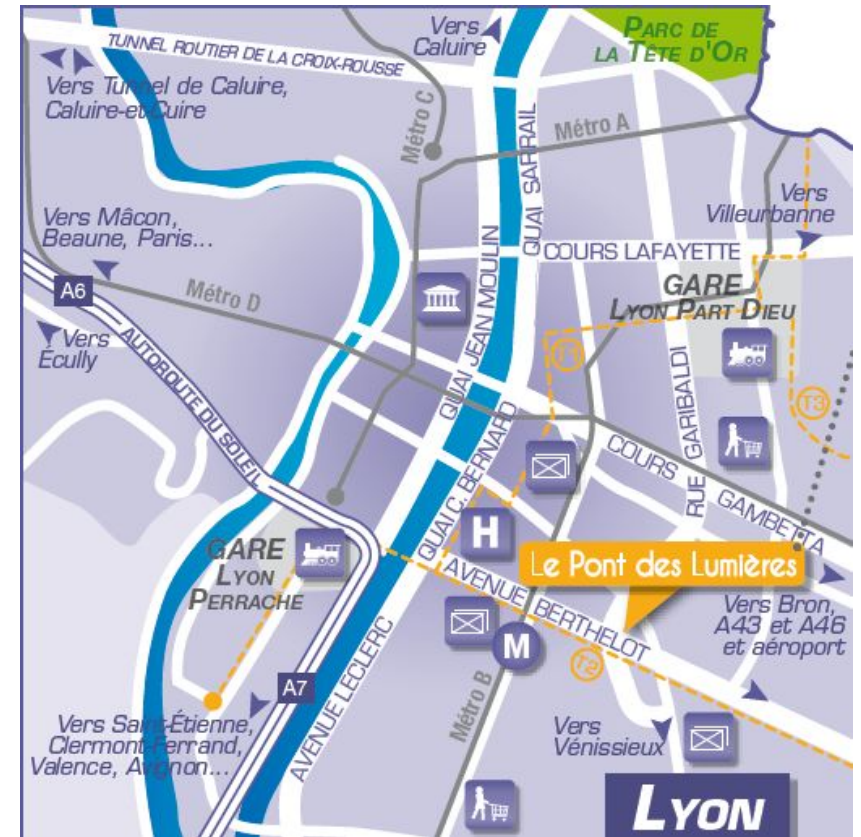 Vers
Caluire
PARC DE
LA TÊTE D'OR
TUNNEL ROUTIER DE LA CROIX-ROUSSE
Vers Tunnel de Caluire,
Caluire-et-Cuire
Métro C
Métro A
QUAI SARRAIL
Vers
Villeurbanne
Vers Mâcon,
Beaune, Paris...
COURS LAFAYETTE
A6
Métro D
GARE
LYON PART DIEU
QUAI JEAN MOULIN
Vers
Écully
AUTOROUTE DU SOLEIL
T1
RUE GARIBALDI
T3
QUAI C. BERNARD
COURS GAMBETTA
H
GARE
LYON
PERRACHE
Le Pont des Lumières
AVENUE BERTHELOT
Vers Bron,
A43 et A46
et aéroport
M
T2
A7
AVENUE LECLERC
Métro B
Vers Saint-Étienne,
Clermont-Ferrand,
Valence, Avignon...
Vers
Vénissieux
LYON